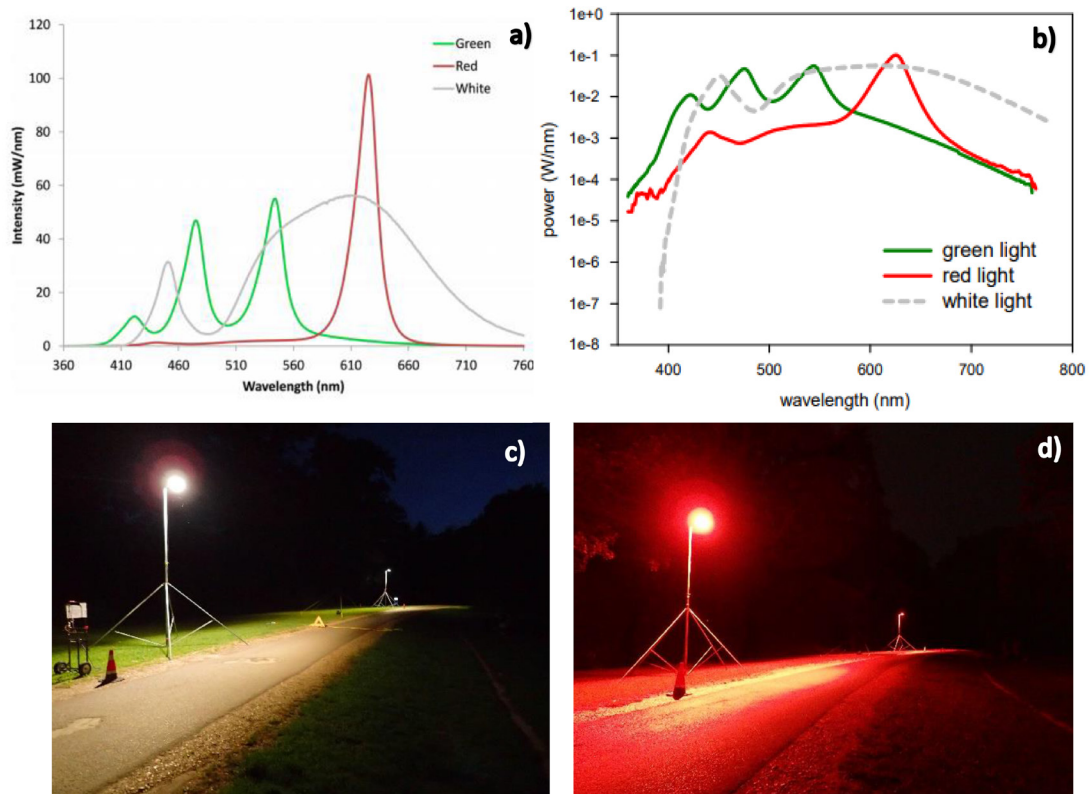 a)
120
100
80
60
40
20
0
Intensity (mW/nm)
Green
Red
White
360 410 460 510 560 610 660 710 760
Wavelength (nm)
b)
1e+0
1e-1
1e-2
1e-3
1e-4
1e-5
1e-6
1e-7
1e-8
power (W/nm)
green light
red light
white light
400 500 600 700 800
wavelength (nm)
c)
d)